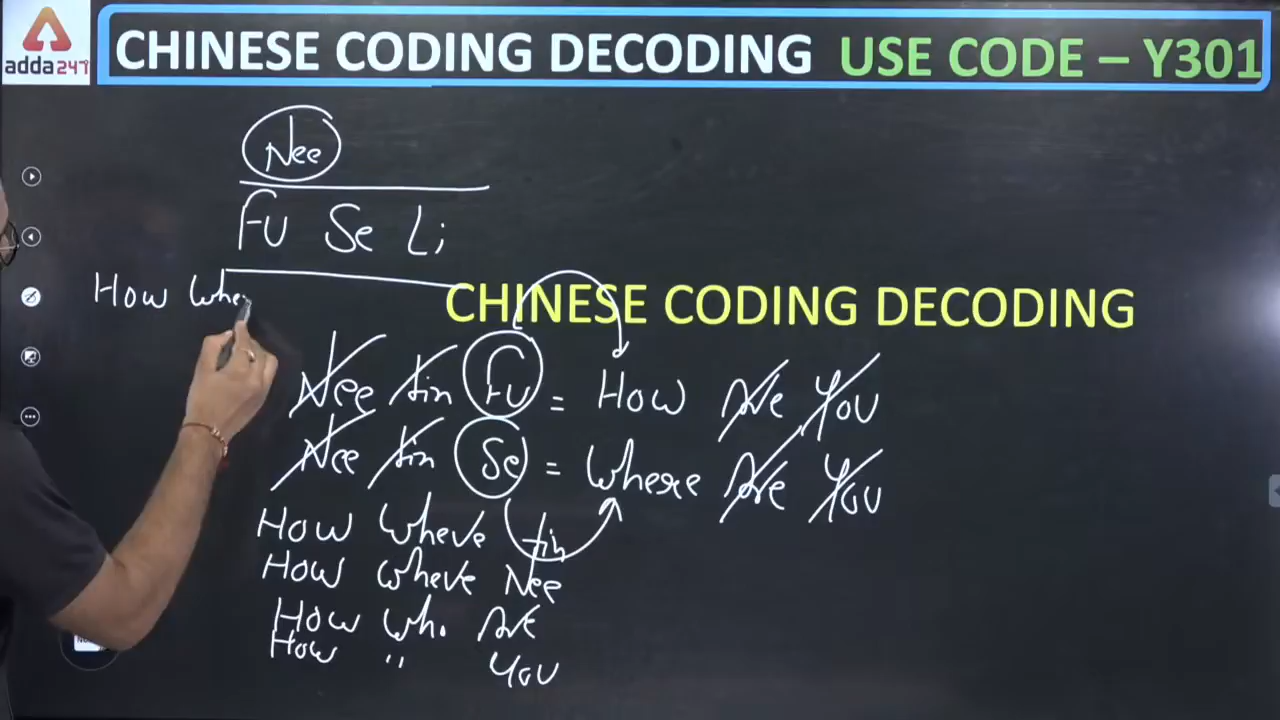 adda247
CHINESE CODING DECODING USE CODE – Y301
Nee
Fu Se Li
How Whe
CHINESE CODING DECODING
Nee tin Fu = How Are You
Nee tin Se = Where Are You
How where tin
How where Nee
How Whe Are
How " You